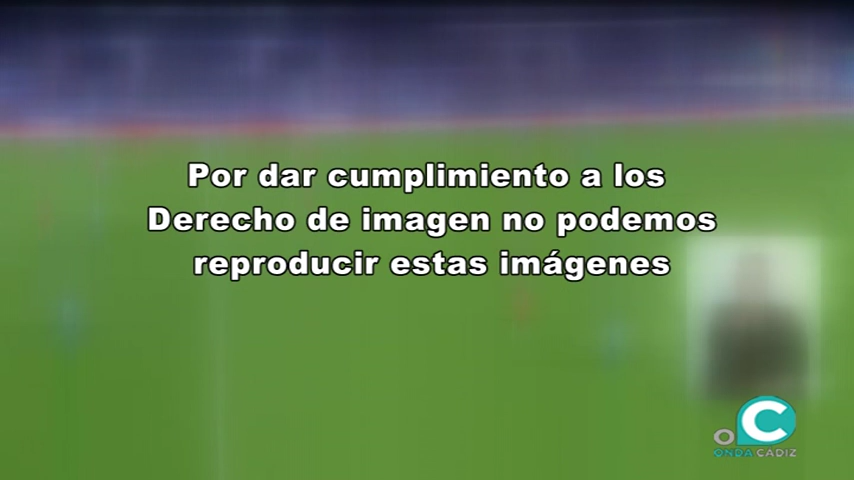 Por dar cumplimiento a los
Derecho de imagen no podemos
reproducir estas imágenes
O C
ONDA CADIZ